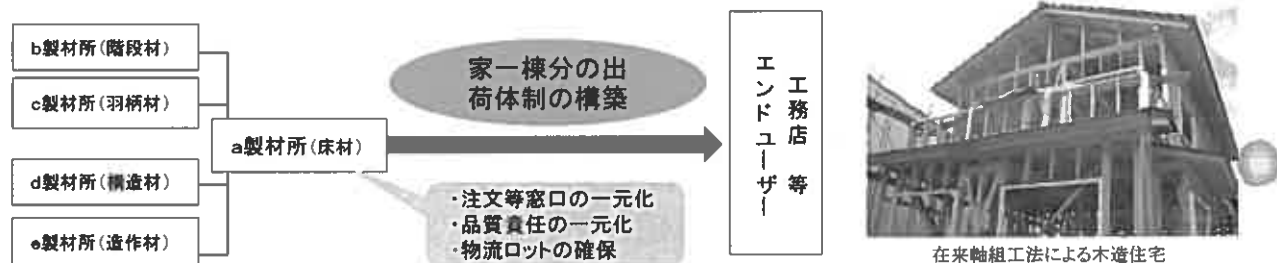 b製材所(階段材)
c製材所(羽柄材)
a製材所(床材)
d製材所(構造材)
e製材所(造作材)
家一棟分の出
荷体制の構築
・注文等窓口の一元化
・品質責任の一元化
・物流ロットの確保
工務店 等
エンドユーザー
在来軸組工法による木造住宅